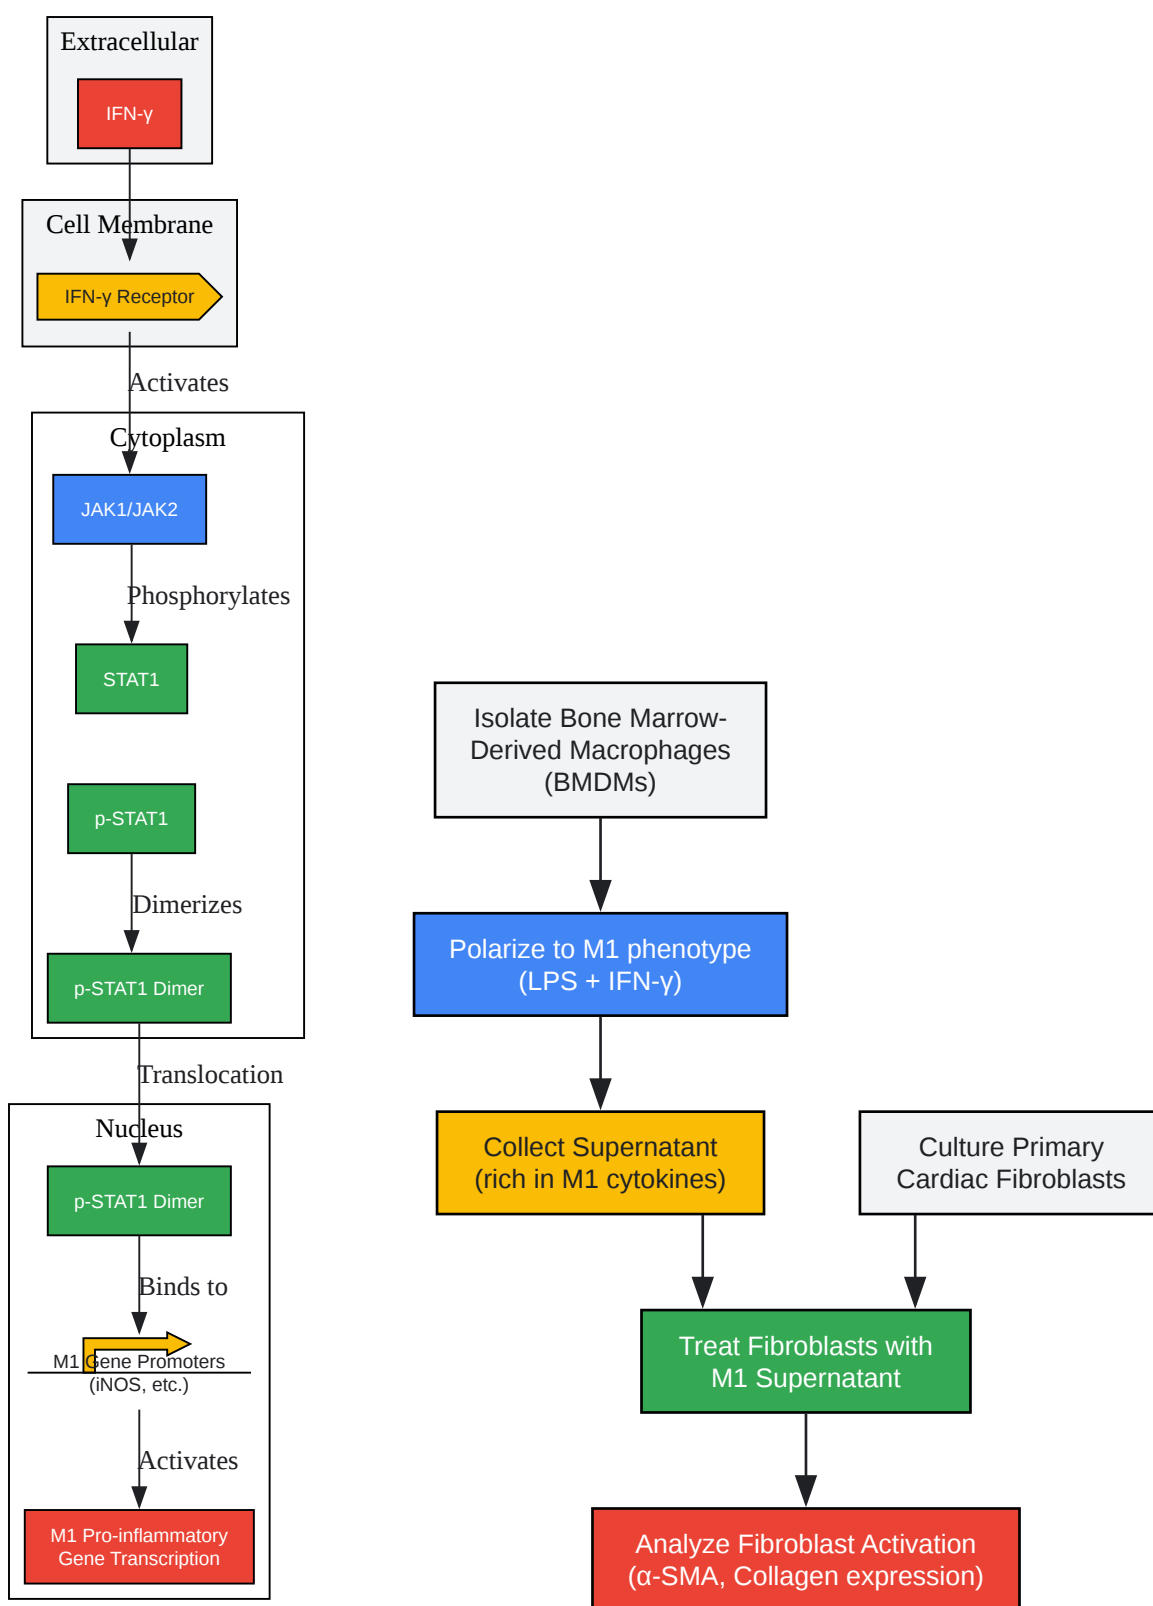 Extracellular
IFN-γ
Cell Membrane
IFN-γ Receptor
Activates
Cytoplasm
JAK1/JAK2
Phosphorylates
STAT1
p-STAT1
Dimerizes
p-STAT1 Dimer
Translocation
Nucleus
p-STAT1 Dimer
Binds to
M1 Gene Promoters
(iNOS, etc.)
Activates
M1 Pro-inflammatory
Gene Transcription
Isolate Bone Marrow-
Derived Macrophages
(BMDMs)
Polarize to M1 phenotype
(LPS + IFN-γ)
Collect Supernatant
(rich in M1 cytokines)
Culture Primary
Cardiac Fibroblasts
Treat Fibroblasts with
M1 Supernatant
Analyze Fibroblast Activation
(α-SMA, Collagen expression)